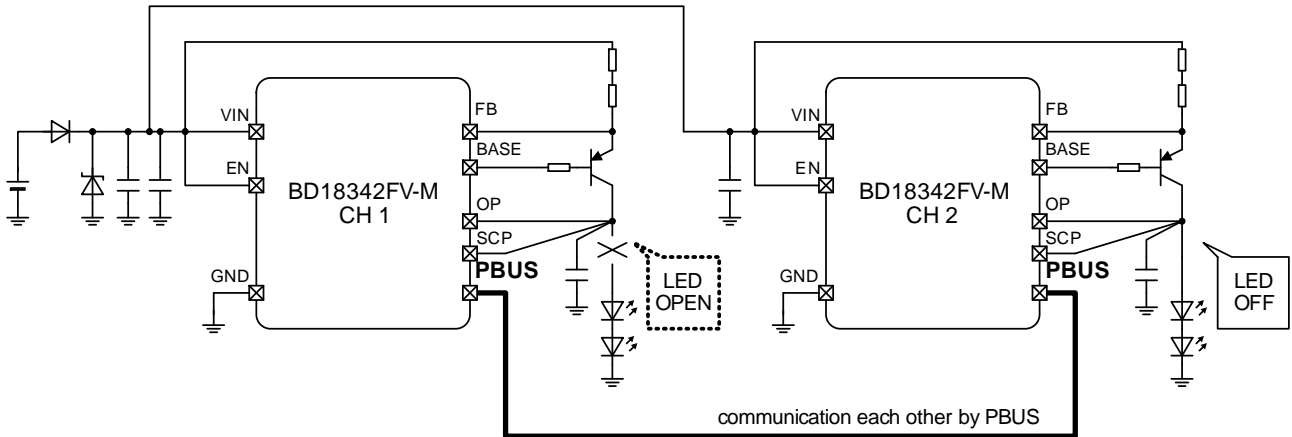 VIN
EN
GND
BD18342FV-M
CH 1
FB
BASE
OP
SCP
PBUS
LED
OPEN
VIN
EN
GND
BD18342FV-M
CH 2
FB
BASE
OP
SCP
PBUS
LED
OFF
communication each other by PBUS